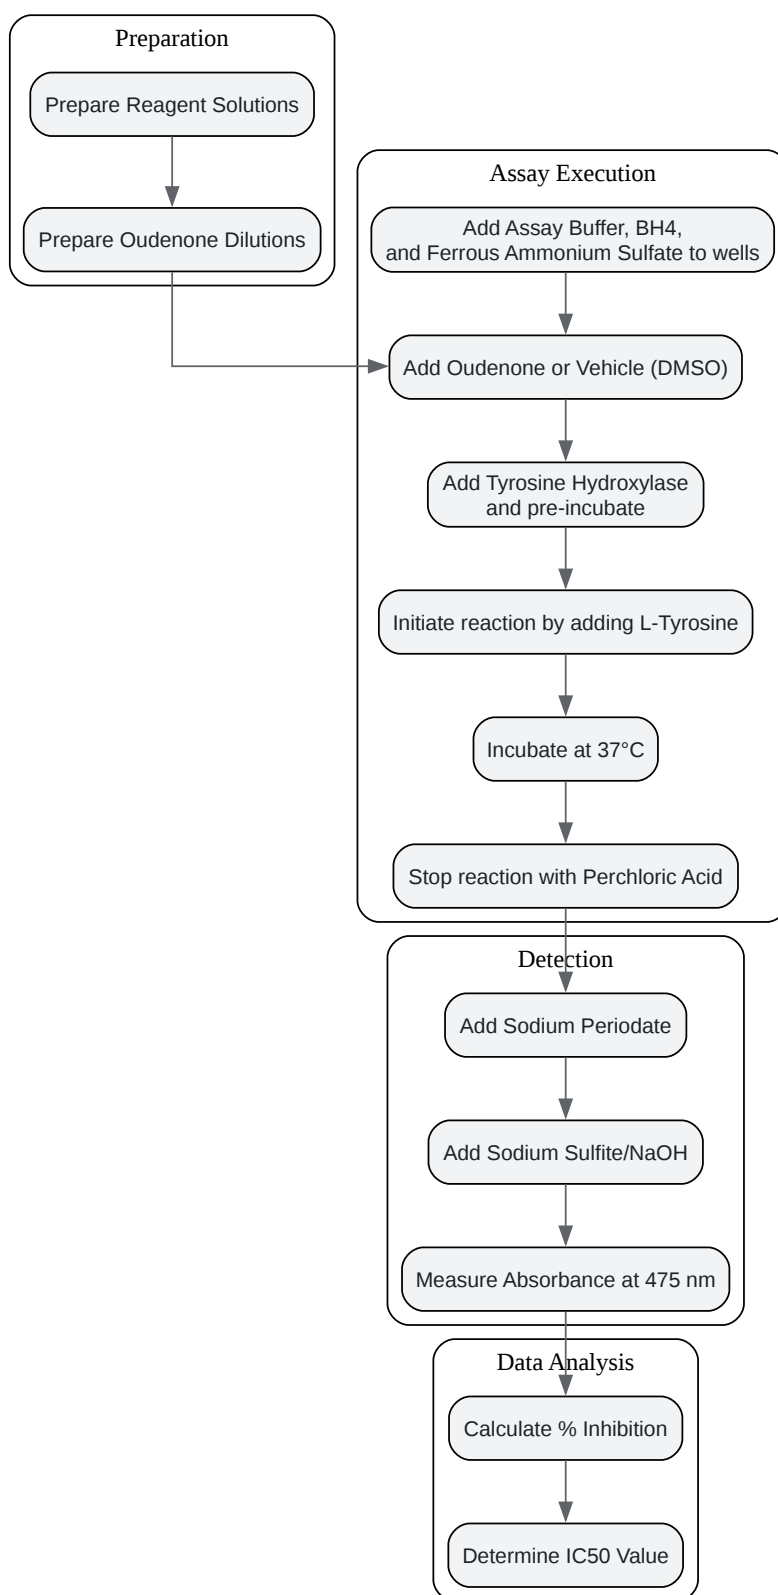 Preparation
Prepare Reagent Solutions
Prepare Oudenone Dilutions
Assay Execution
Add Assay Buffer, BH4,
and Ferrous Ammonium Sulfate to wells
Add Oudenone or Vehicle (DMSO)
Add Tyrosine Hydroxylase
and pre-incubate
Initiate reaction by adding L-Tyrosine
Incubate at 37°C
Stop reaction with Perchloric Acid
Detection
Add Sodium Periodate
Add Sodium Sulfite/NaOH
Measure Absorbance at 475 nm
Data Analysis
Calculate % Inhibition
Determine IC50 Value